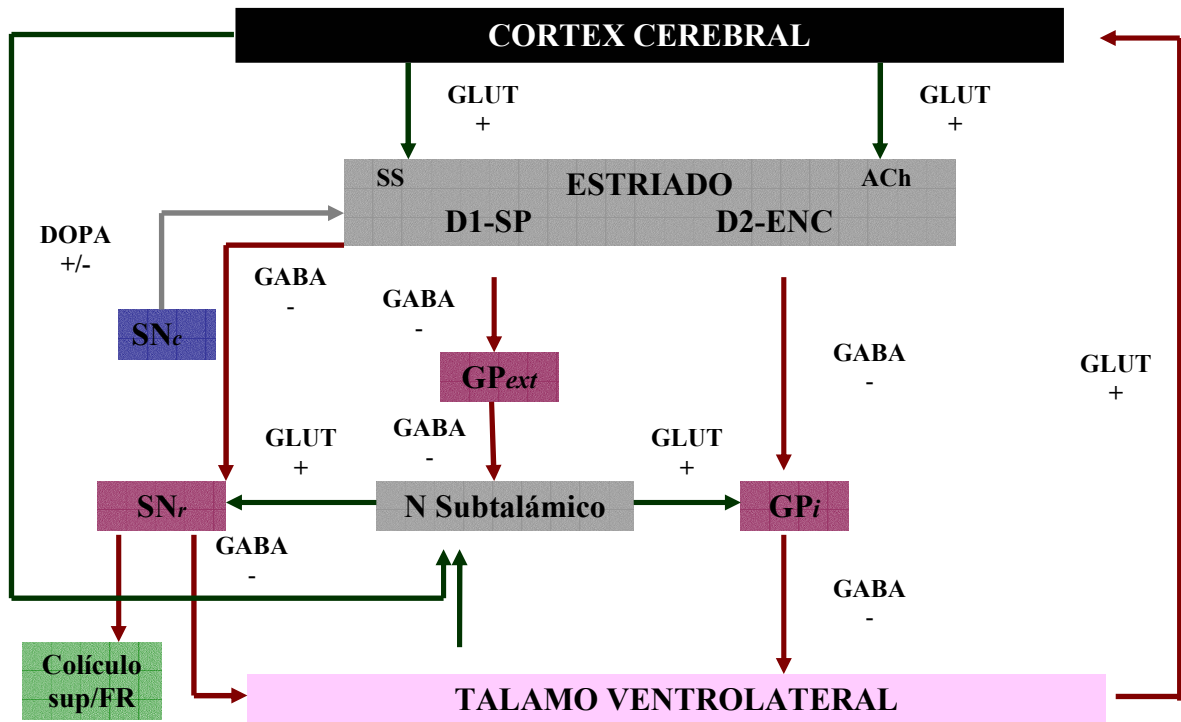 CORTEX CEREBRAL
GLUT
+
GLUT
+
SS
ESTRIADO
ACh
D1-SP
D2-ENC
DOPA
+/-
GABA
-
GABA
-
SNc
GPext
GABA
-
GLUT
+
GABA
-
GLUT
+
GLUT
+
SNr
N Subtalámico
GPi
GABA
-
GABA
-
Colículo
sup/FR
TALAMO VENTROLATERAL